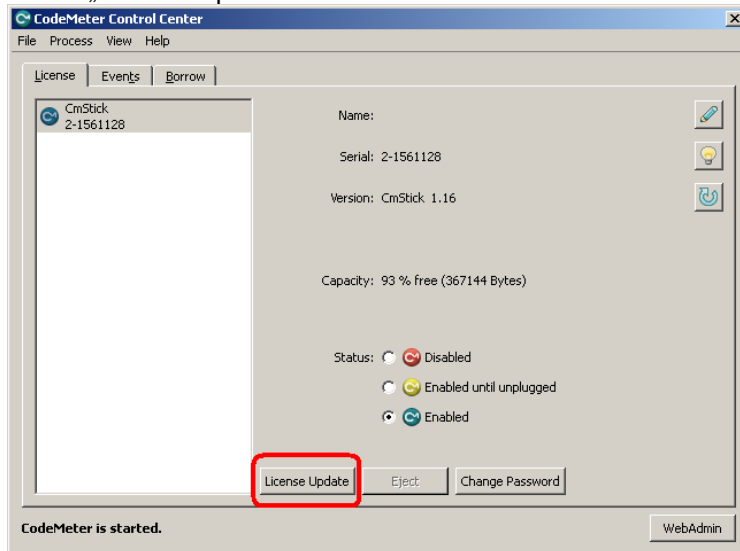 CodeMeter Control Center
File Process View Help
License Events Borrow
CmStick
2-1561128
Name:
Serial: 2-1561128
Version: CmStick 1.16
Capacity: 93 % free (367144 Bytes)
Status: Disabled
Enabled until unplugged
Enabled
License Update Eject Change Password
CodeMeter is started. WebAdmin